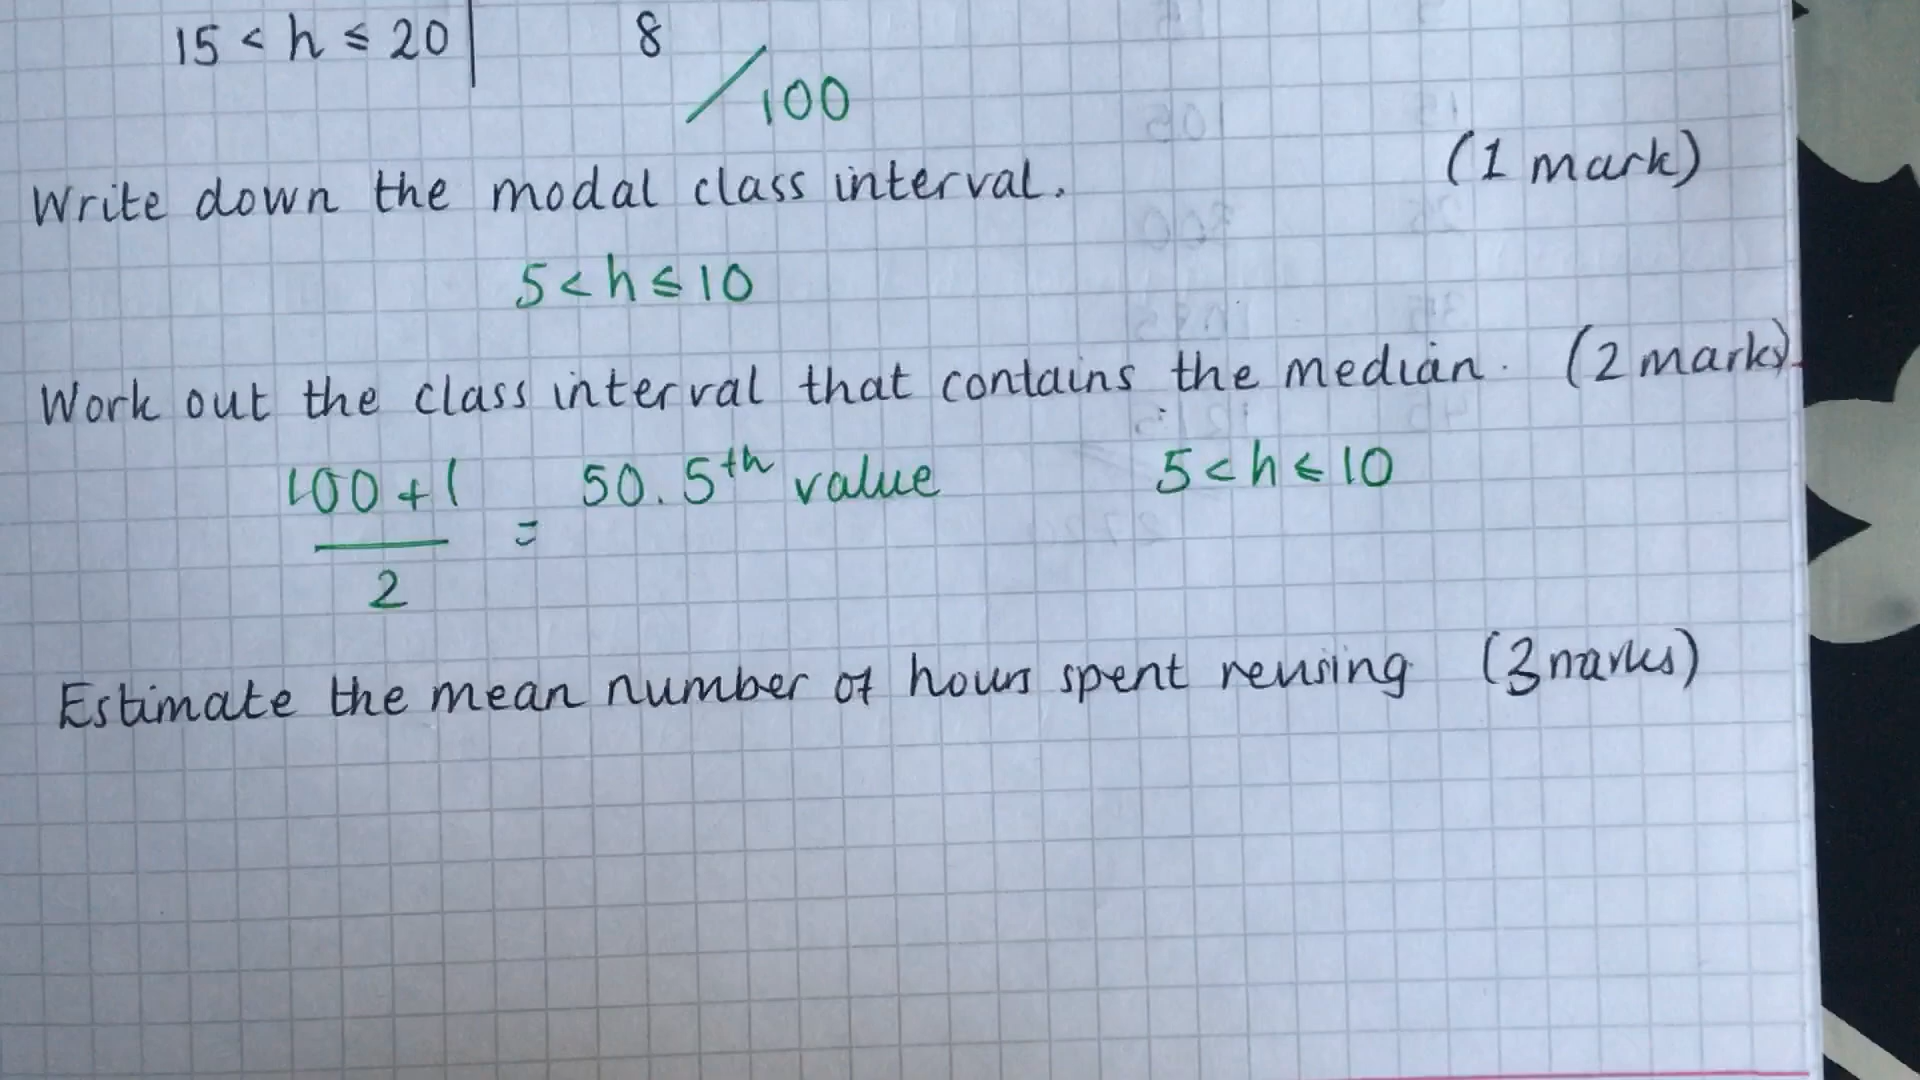 15 < h ≤ 20 | 8
/100
Write down the modal class interval. (1 mark)
5 < h ≤ 10
Work out the class interval that contains the median. (2 marks).
100 + 1 = 50.5th value 5 < h ≤ 10
2
Estimate the mean number of hours spent revising (3 marks)